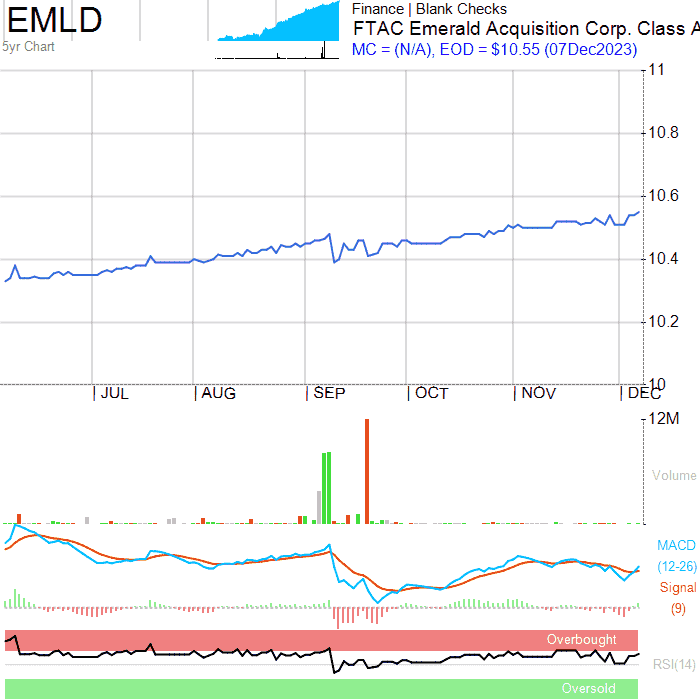 EMLD
5yr Chart
Finance | Blank Checks
FTAC Emerald Acquisition Corp. Class A
MC = (N/A), EOD = $10.55 (07Dec2023)
11
10.8
10.6
10.4
10.2
10
JUL
AUG
SEP
OCT
NOV
DEC
12M
Volume
MACD
(12-26)
Signal
(9)
Overbought
RSI(14)
Oversold